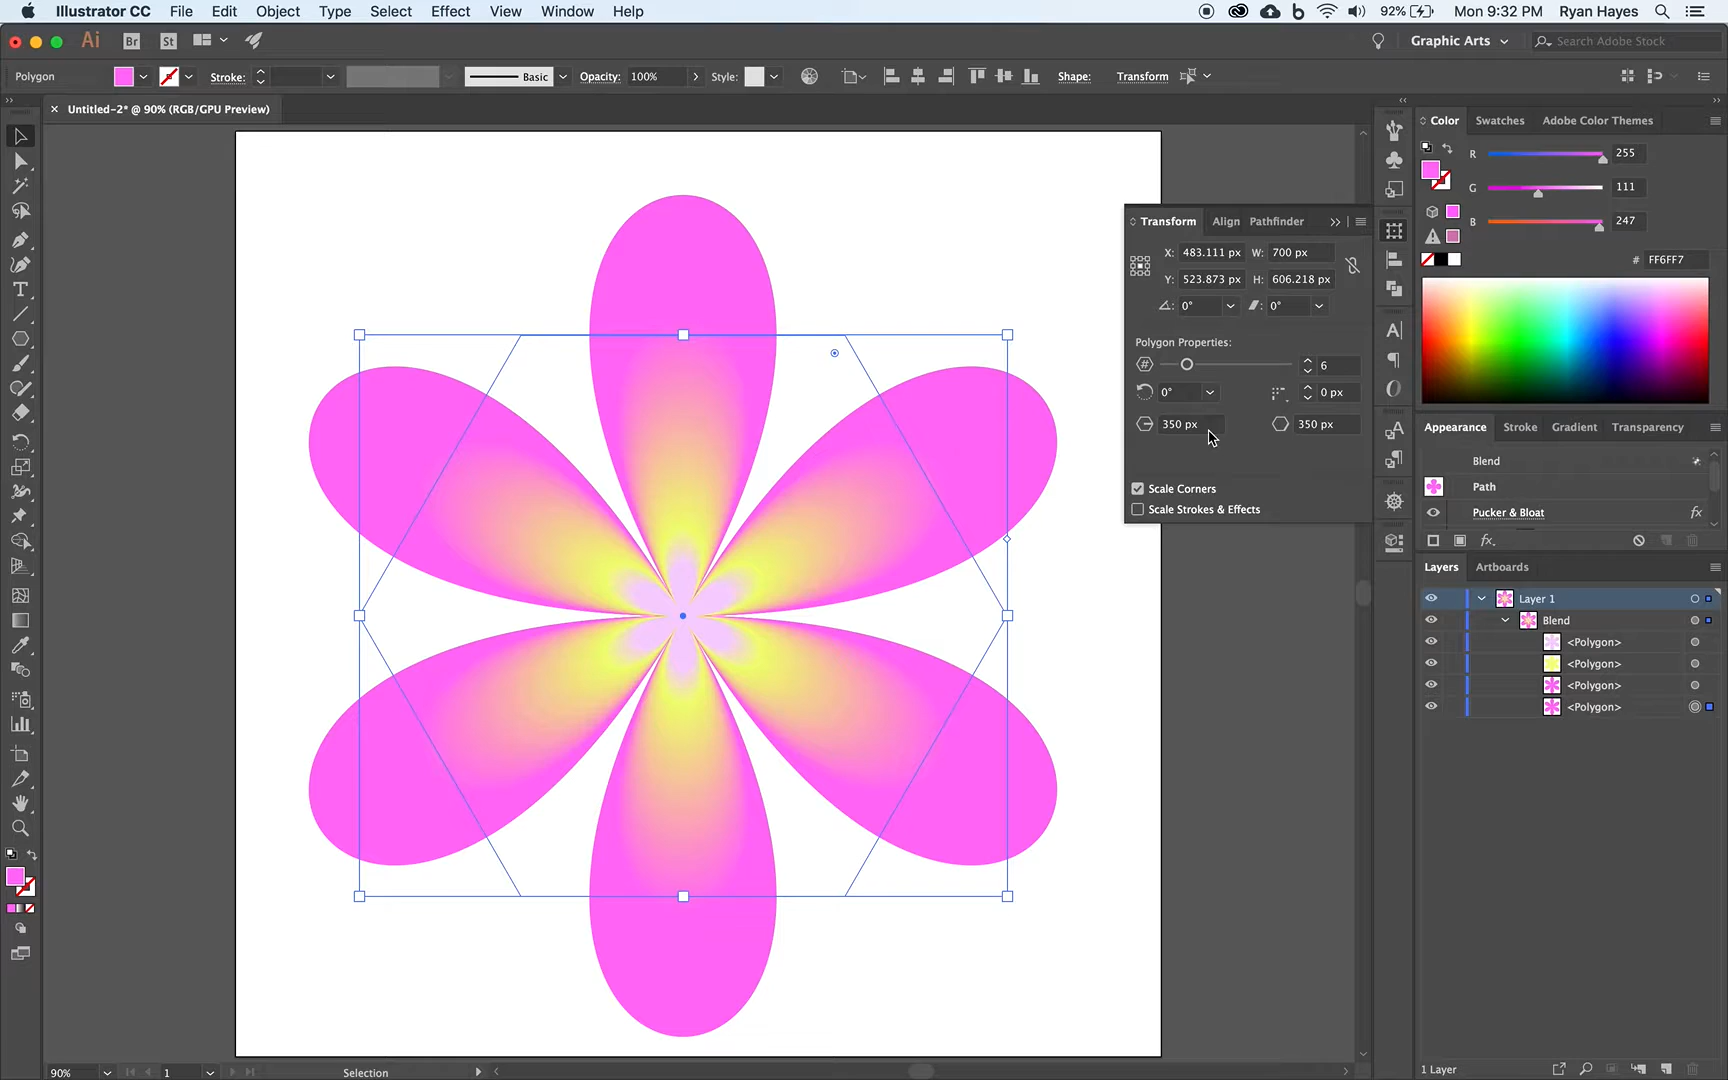 Illustrator CC File Edit Object Type Select Effect View Window Help 92% Mon 9:32 PM Ryan Hayes
Ai Br St Graphic Arts Search Adobe Stock
Polygon Stroke: Basic Opacity: 100% Style: Shape: Transform
Untitled-2* @ 90% (RGB/GPU Preview)
Color Swatches Adobe Color Themes
R 255
G 111
B 247
# FF6FF7
Transform Align Pathfinder
X: 483.111 px W: 700 px
Y: 523.873 px H: 606.218 px
0° 0°
Polygon Properties:
6
0° 0 px
350 px 350 px
Scale Corners
Scale Strokes & Effects
Appearance Stroke Gradient Transparency
Blend
Path
Pucker & Bloat fx
fx.
Layers Artboards
Layer 1
Blend
<Polygon>
<Polygon>
<Polygon>
<Polygon>
90% 1 Selection
1 Layer